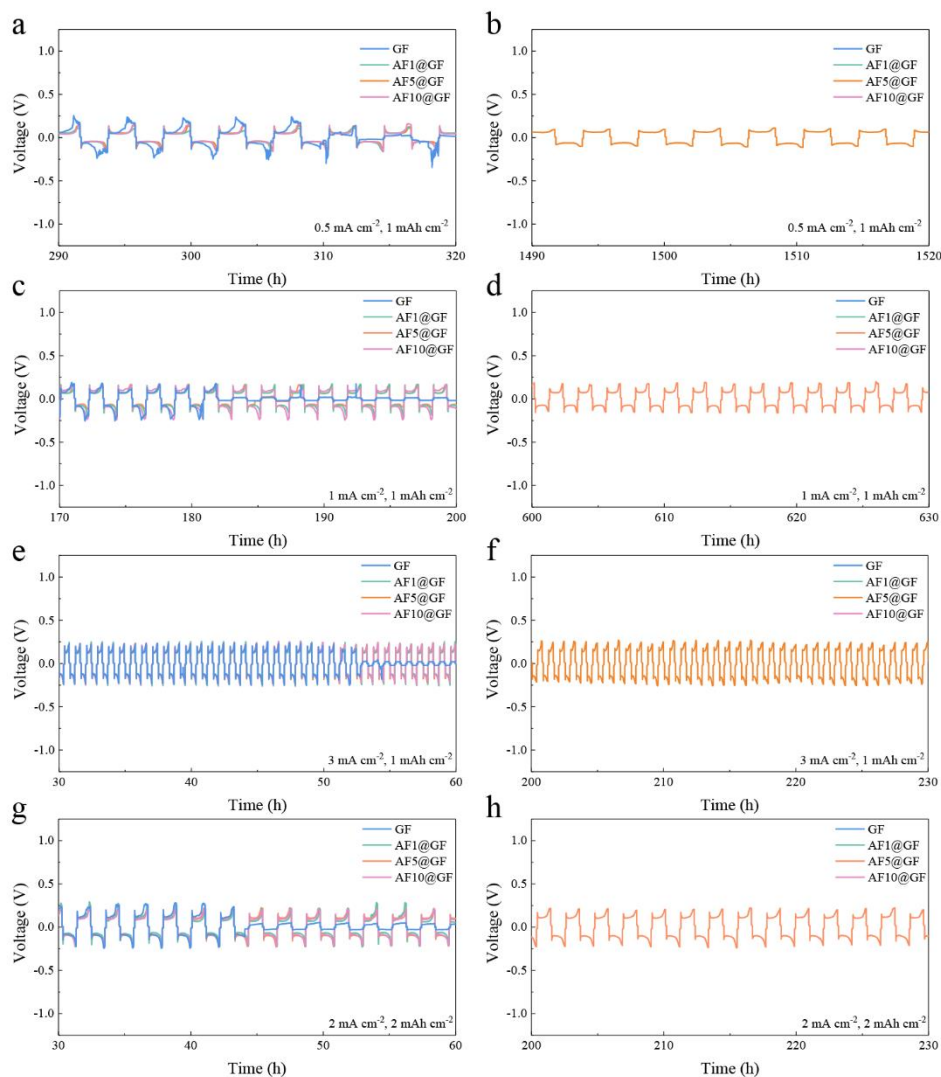 a
GF
AF1@GF
AF5@GF
AF10@GF
1.0
0.5
0.0
-0.5
-1.0
Voltage (V)
0.5 mA cm-2, 1 mAh cm-2
290
300
310
320
Time (h)
b
GF
AF1@GF
AF5@GF
AF10@GF
1.0
0.5
0.0
-0.5
-1.0
Voltage (V)
0.5 mA cm-2, 1 mAh cm-2
1490
1500
1510
1520
Time (h)
c
GF
AF1@GF
AF5@GF
AF10@GF
1.0
0.5
0.0
-0.5
-1.0
Voltage (V)
1 mA cm-2, 1 mAh cm-2
170
180
190
200
Time (h)
d
GF
AF1@GF
AF5@GF
AF10@GF
1.0
0.5
0.0
-0.5
-1.0
Voltage (V)
1 mA cm-2, 1 mAh cm-2
600
610
620
630
Time (h)
e
GF
AF1@GF
AF5@GF
AF10@GF
1.0
0.5
0.0
-0.5
-1.0
Voltage (V)
3 mA cm-2, 1 mAh cm-2
30
40
50
60
Time (h)
f
GF
AF1@GF
AF5@GF
AF10@GF
1.0
0.5
0.0
-0.5
-1.0
Voltage (V)
3 mA cm-2, 1 mAh cm-2
200
210
220
230
Time (h)
g
GF
AF1@GF
AF5@GF
AF10@GF
1.0
0.5
0.0
-0.5
-1.0
Voltage (V)
2 mA cm-2, 2 mAh cm-2
30
40
50
60
Time (h)
h
GF
AF1@GF
AF5@GF
AF10@GF
1.0
0.5
0.0
-0.5
-1.0
Voltage (V)
2 mA cm-2, 2 mAh cm-2
200
210
220
230
Time (h)